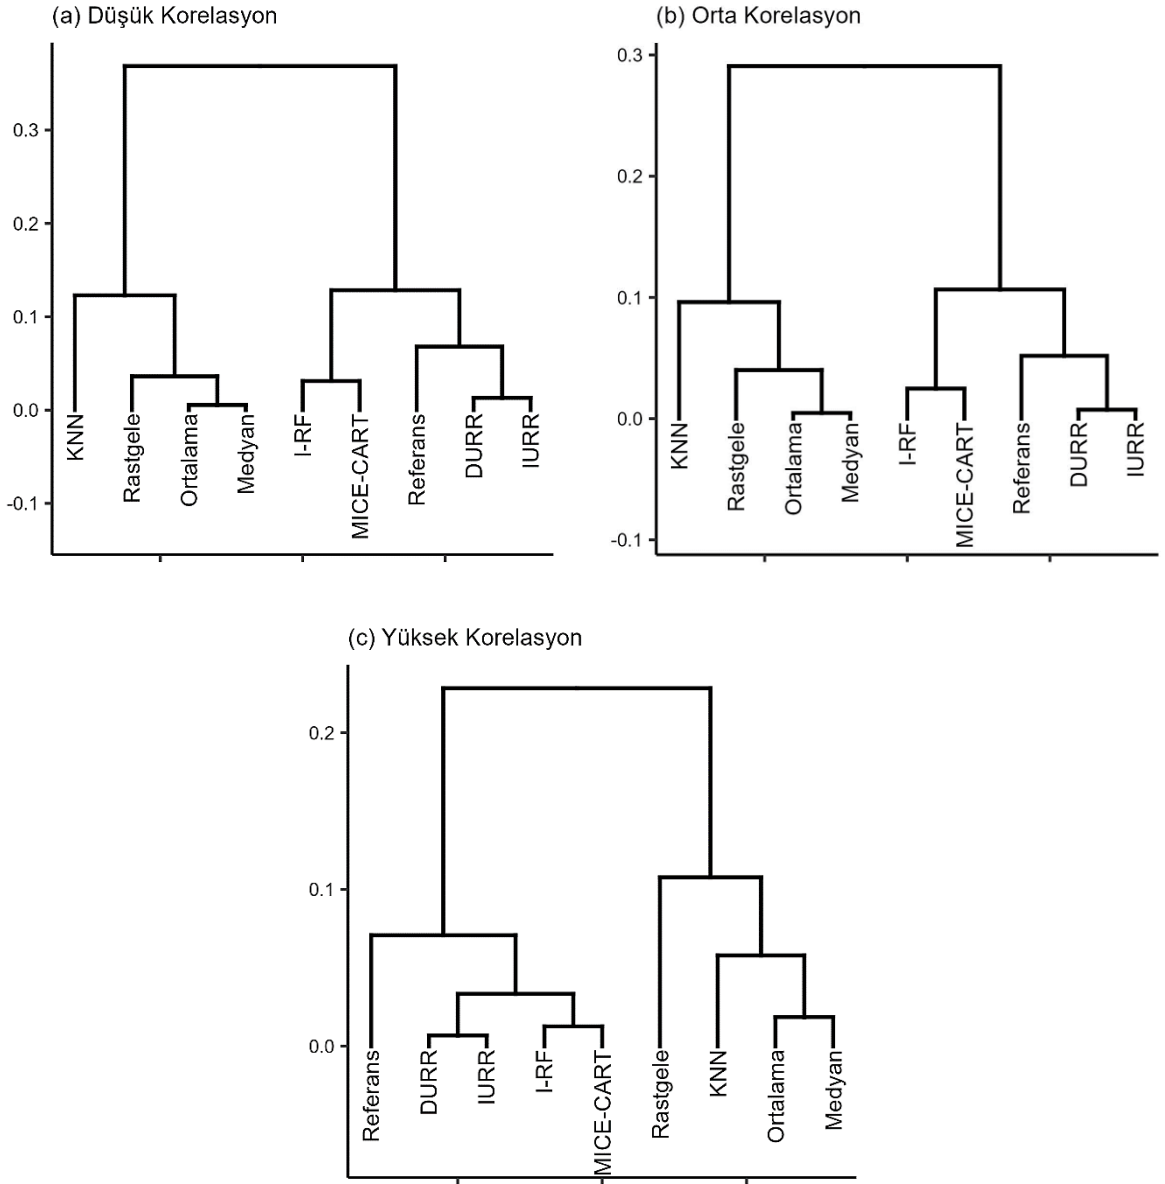 (a) Düşük Korelasyon
0.3
0.2
0.1
0.0
-0.1
KNN
Rastgele
Ortalama
Medyan
I-RF
MICE-CART
Referans
DURR
IURR
(b) Orta Korelasyon
0.3
0.2
0.1
0.0
-0.1
KNN
Rastgele
Ortalama
Medyan
I-RF
MICE-CART
Referans
DURR
IURR
(c) Yüksek Korelasyon
0.2
0.1
0.0
Referans
DURR
IURR
I-RF
MICE-CART
Rastgele
KNN
Ortalama
Medyan